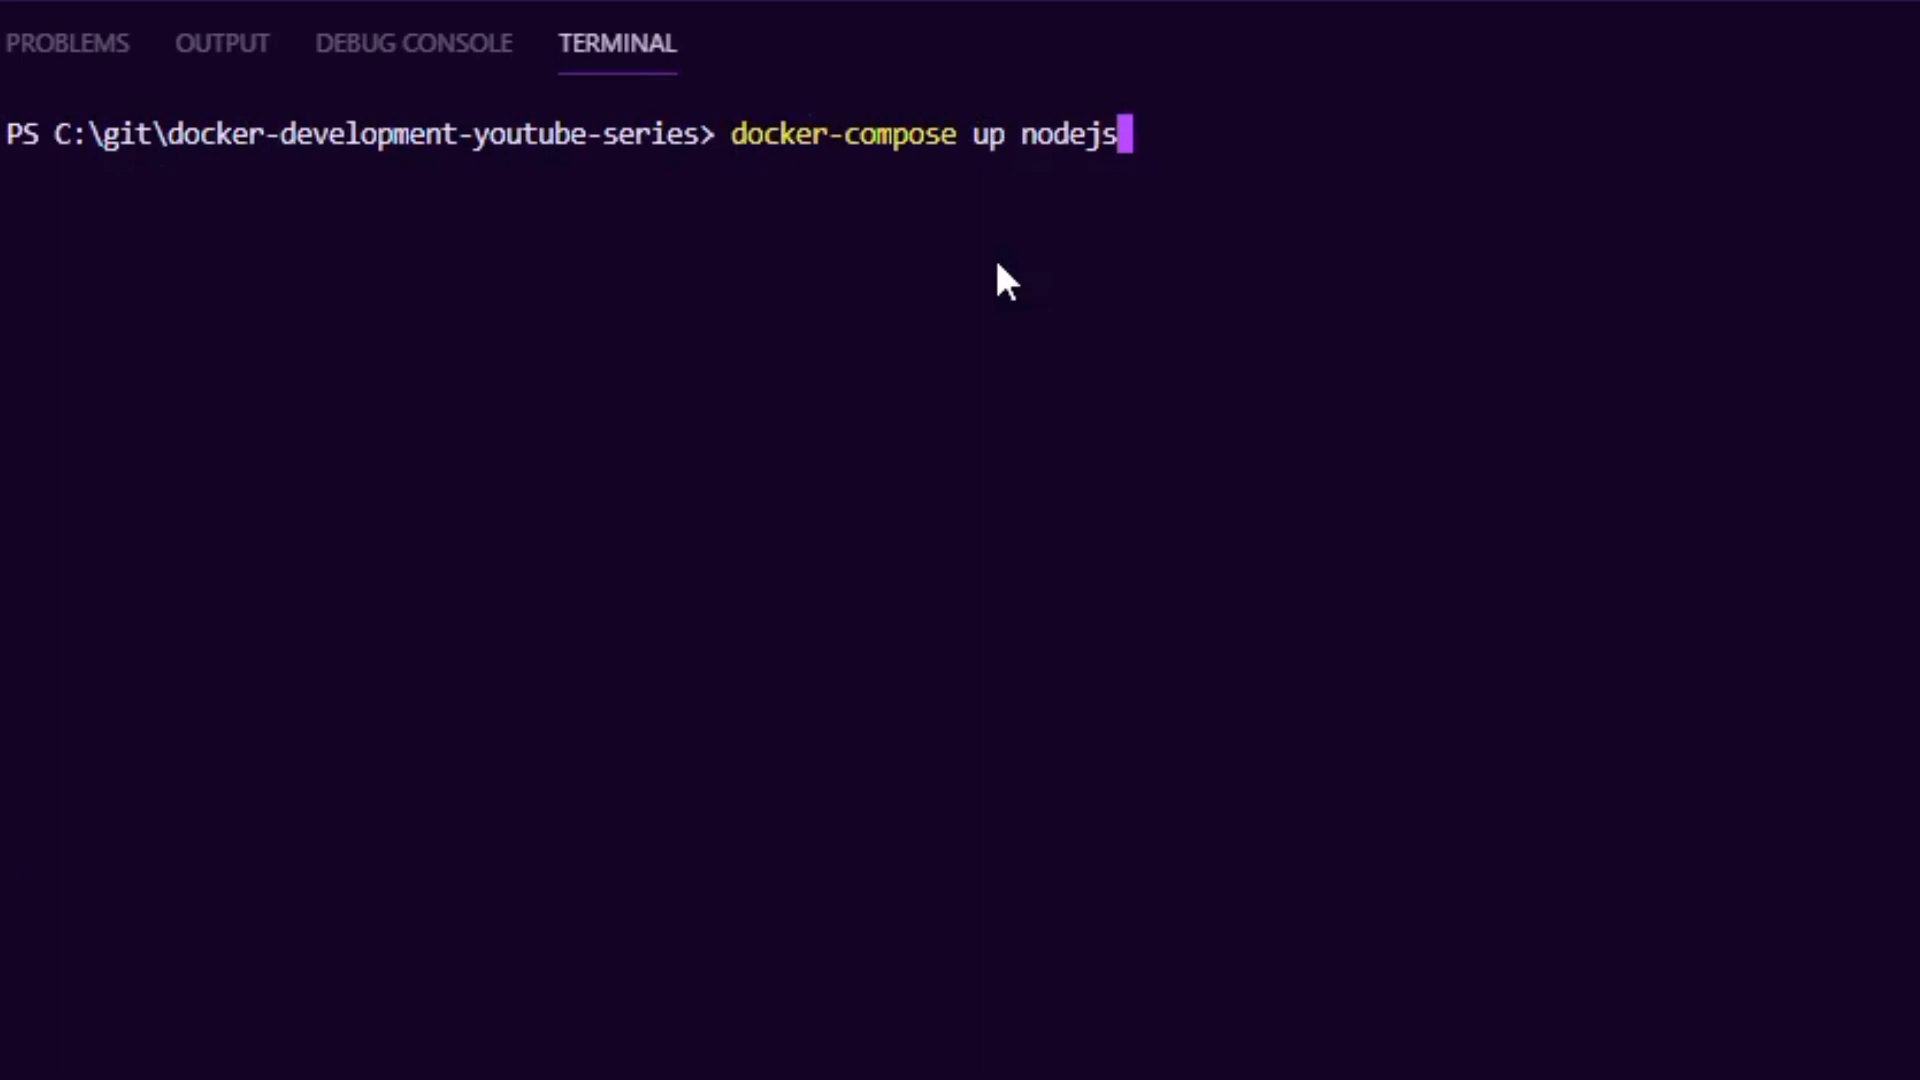 PROBLEMS OUTPUT DEBUG CONSOLE TERMINAL
PS C:\git\docker-development-youtube-series> docker-compose up nodejs